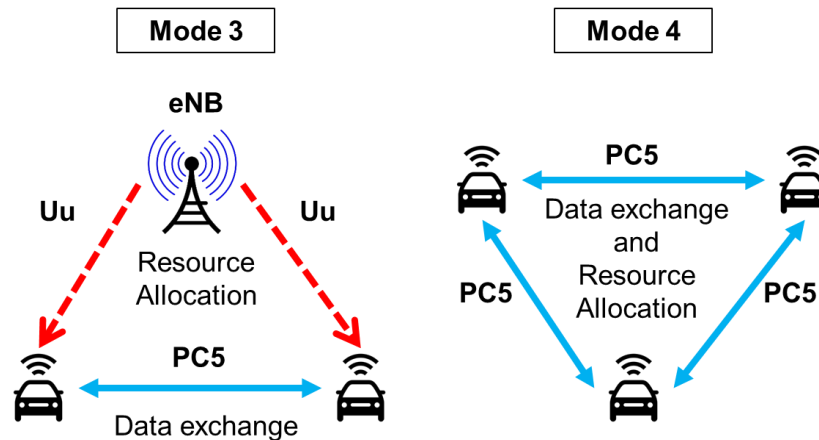 Mode 3
eNB
Uu
Uu
Resource
Allocation
PC5
Data exchange
Mode 4
PC5
Data exchange
and
Resource
Allocation
PC5
PC5